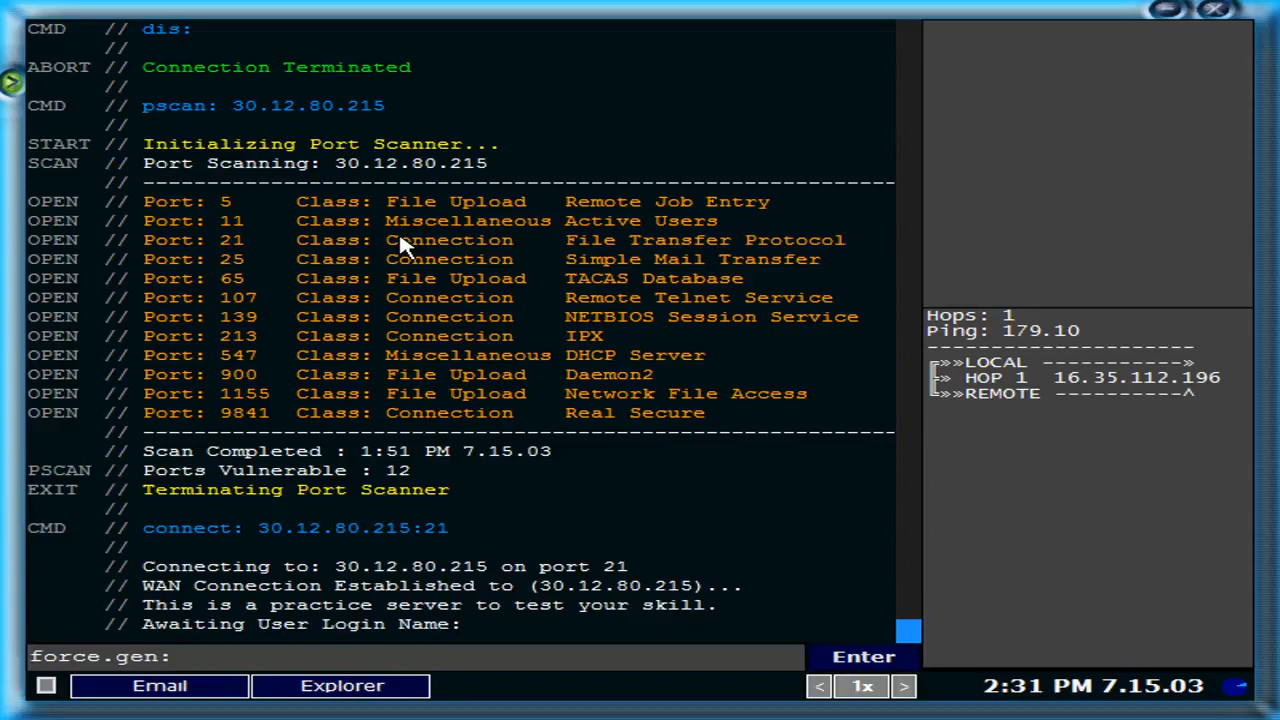 CMD // dis:
//
ABORT // Connection Terminated
//
CMD // pscan: 30.12.80.215
//
START // Initializing Port Scanner...
SCAN // Port Scanning: 30.12.80.215
// -----------------------------------------------------------
OPEN // Port: 5 Class: File Upload Remote Job Entry
OPEN // Port: 11 Class: Miscellaneous Active Users
OPEN // Port: 21 Class: Connection File Transfer Protocol
OPEN // Port: 25 Class: Connection Simple Mail Transfer
OPEN // Port: 65 Class: File Upload TACAS Database
OPEN // Port: 107 Class: Connection Remote Telnet Service
OPEN // Port: 139 Class: Connection NETBIOS Session Service
OPEN // Port: 213 Class: Connection IPX
OPEN // Port: 547 Class: Miscellaneous DHCP Server
OPEN // Port: 900 Class: File Upload Daemon2
OPEN // Port: 1155 Class: File Upload Network File Access
OPEN // Port: 9841 Class: Connection Real Secure
// -----------------------------------------------------------
// Scan Completed : 1:51 PM 7.15.03
PSCAN // Ports Vulnerable : 12
EXIT // Terminating Port Scanner
//
CMD // connect: 30.12.80.215:21
//
// Connecting to: 30.12.80.215 on port 21
// WAN Connection Established to (30.12.80.215)...
// This is a practice server to test your skill.
// Awaiting User Login Name:
force.gen:
Enter
Hops: 1
Ping: 179.10
---------------------
╔»»LOCAL -----------»
╠» HOP 1 16.35.112.196
╚»»REMOTE ----------^
Email
Explorer
< 1x >
2:31 PM 7.15.03